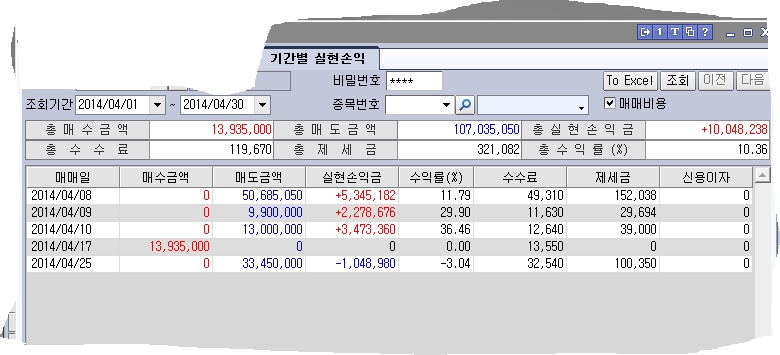 1 T ?
기간별 실현손익
비밀번호 **** To Excel 조회 이전 다음
조회기간 2014/04/01 ~ 2014/04/30 종목번호 매매비용
총 매 수 금 액 13,935,000 총 매 도 금 액 107,035,050 총 실 현 손 익 금 +10,048,238
총 수 수 료 119,670 총 제 세 금 321,082 총 수 익 률 (%) 10.36
매매일 매수금액 매도금액 실현손익금 수익률(%) 수수료 제세금 신용이자
2014/04/08 0 50,685,050 +5,345,182 11.79 49,310 152,038 0
2014/04/09 0 9,900,000 +2,278,676 29.90 11,630 29,694 0
2014/04/10 0 13,000,000 +3,473,360 36.46 12,640 39,000 0
2014/04/17 13,935,000 0 0 0.00 13,550 0 0
2014/04/25 0 33,450,000 -1,048,980 -3.04 32,540 100,350 0